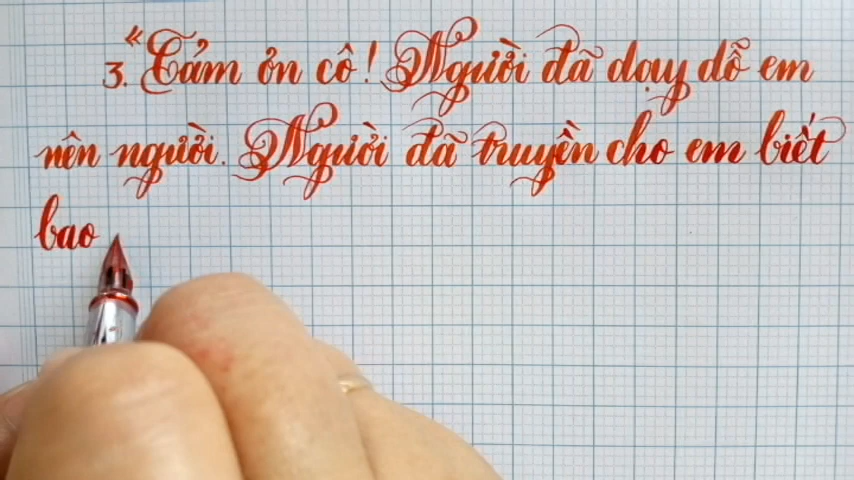 3. "Cảm ơn cô! Người đã dạy dỗ em
nên người. Người đã truyền cho em biết
bao